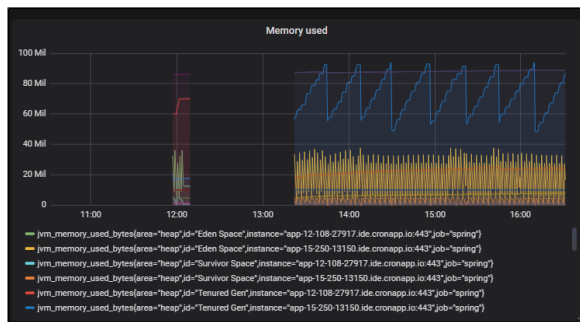 Memory used
100 Mil
80 Mil
60 Mil
40 Mil
20 Mil
0
11:00 12:00 13:00 14:00 15:00 16:00
jvm_memory_used_bytes{area="heap",id="Eden Space",instance="app-12-108-27917.ide.cronapp.io:443",job="spring"}
jvm_memory_used_bytes{area="heap",id="Eden Space",instance="app-15-250-13150.ide.cronapp.io:443",job="spring"}
jvm_memory_used_bytes{area="heap",id="Survivor Space",instance="app-12-108-27917.ide.cronapp.io:443",job="spring"}
jvm_memory_used_bytes{area="heap",id="Survivor Space",instance="app-15-250-13150.ide.cronapp.io:443",job="spring"}
jvm_memory_used_bytes{area="heap",id="Tenured Gen",instance="app-12-108-27917.ide.cronapp.io:443",job="spring"}
jvm_memory_used_bytes{area="heap",id="Tenured Gen",instance="app-15-250-13150.ide.cronapp.io:443",job="spring"}